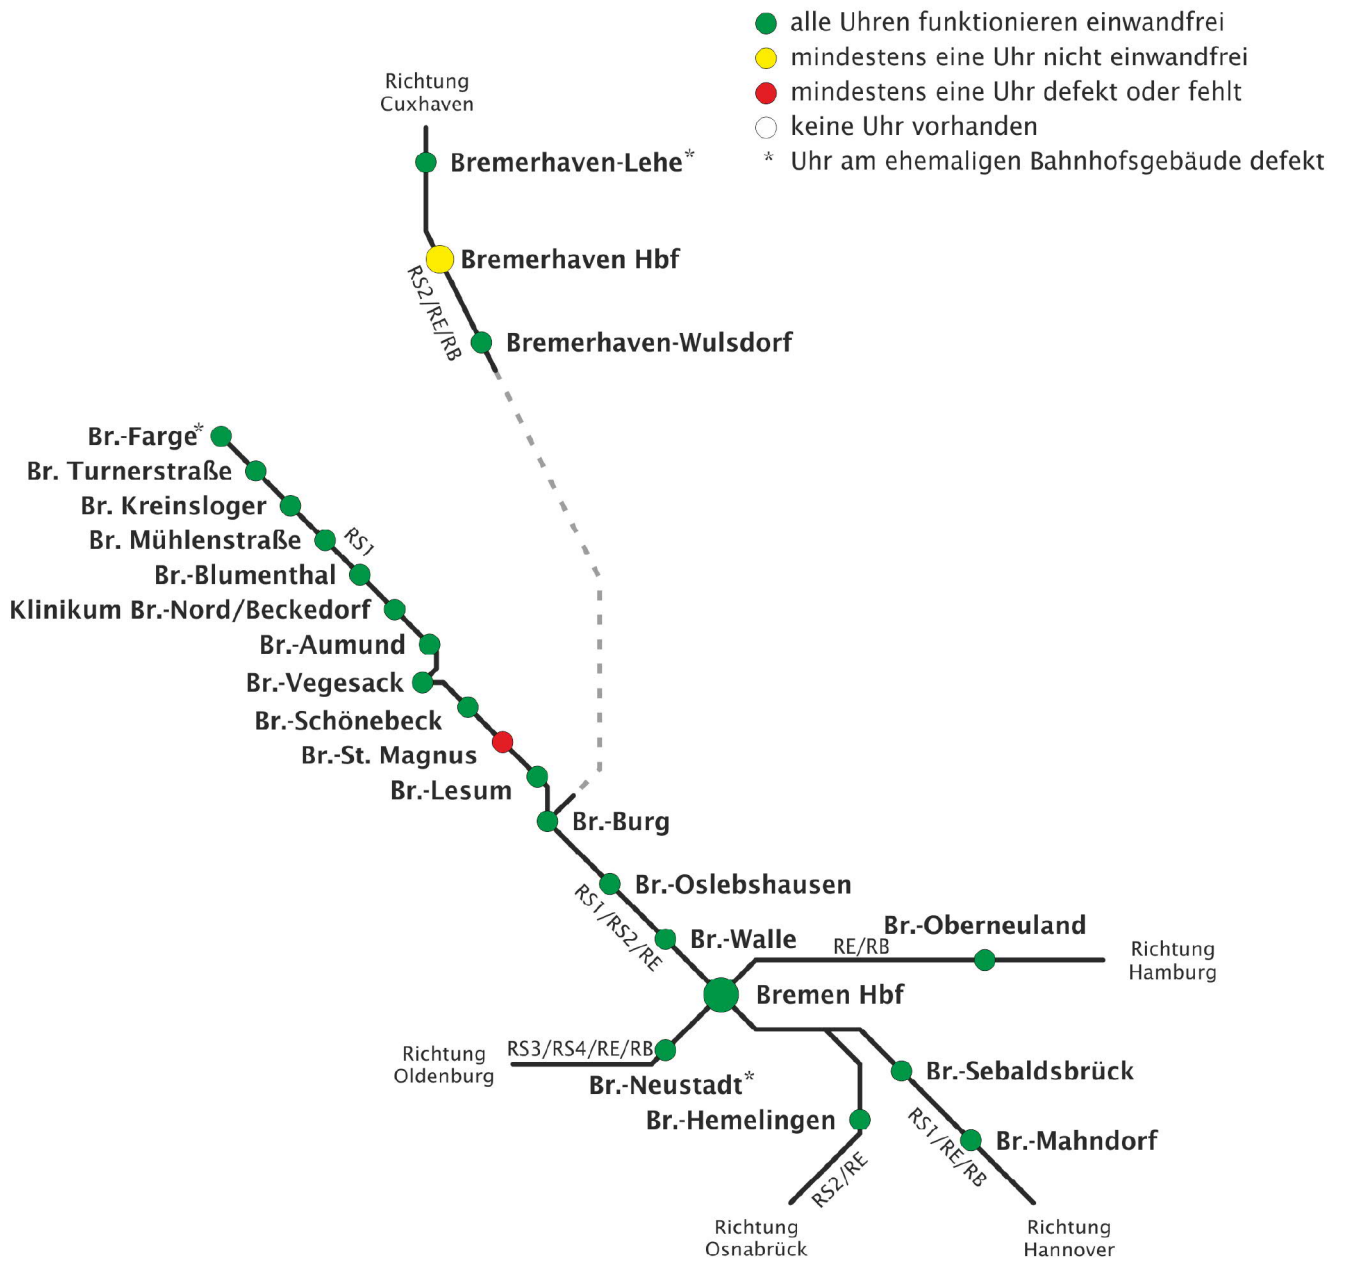 alle Uhren funktionieren einwandfrei
mindestens eine Uhr nicht einwandfrei
mindestens eine Uhr defekt oder fehlt
keine Uhr vorhanden
* Uhr am ehemaligen Bahnhofsgebäude defekt
Richtung
Cuxhaven
Bremerhaven-Lehe*
Bremerhaven Hbf
RS2/RE/RB
Bremerhaven-Wulsdorf
Br.-Farge*
Br. Turnerstraße
Br. Kreinsloger
Br. Mühlenstraße
RS1
Br.-Blumenthal
Klinikum Br.-Nord/Beckedorf
Br.-Aumund
Br.-Vegesack
Br.-Schönebeck
Br.-St. Magnus
Br.-Lesum
Br.-Burg
Br.-Oslebshausen
RS1/RS2/RE
Br.-Walle
Br.-Oberneuland
RE/RB
Richtung
Hamburg
Bremen Hbf
RS3/RS4/RE/RB
Richtung
Oldenburg
Br.-Neustadt*
Br.-Sebaldsbrück
Br.-Hemelingen
Br.-Mahndorf
RS1/RE/RB
RS2/RE
Richtung
Osnabrück
Richtung
Hannover